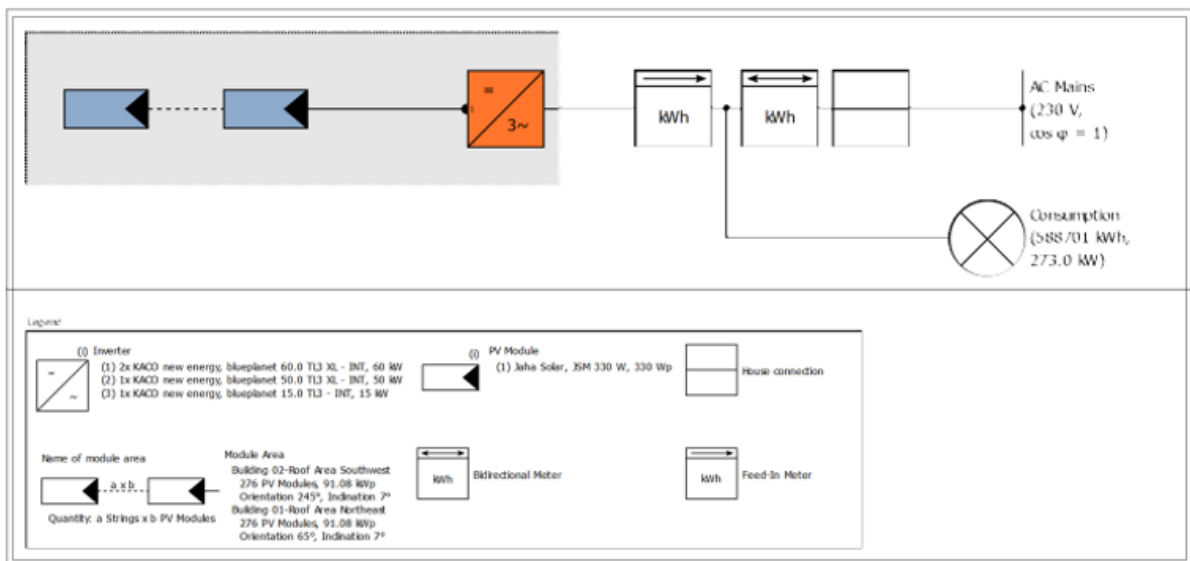 =
3~
kWh
kWh
AC Mains
(230 V,
cos φ = 1)
Consumption
(588701 kWh,
273.0 kW)
Legend
(i) Inverter
=
~
(1) 2x KACO new energy, blueplanet 60.0 TL3 XL - INT, 60 kW
(2) 1x KACO new energy, blueplanet 50.0 TL3 XL - INT, 50 kW
(3) 1x KACO new energy, blueplanet 15.0 TL3 - INT, 15 kW
(i) PV Module
(1) Jaha Solar, JSM 330 W, 330 Wp
House connection
Name of module area
a x b
Quantity: a Strings x b PV Modules
Module Area
Building 02-Roof Area Southwest
276 PV Modules, 91.08 kWp
Orientation 245°, Inclination 7°
Building 01-Roof Area Northeast
276 PV Modules, 91.08 kWp
Orientation 65°, Inclination 7°
kWh
Bidirectional Meter
kWh
Feed-In Meter